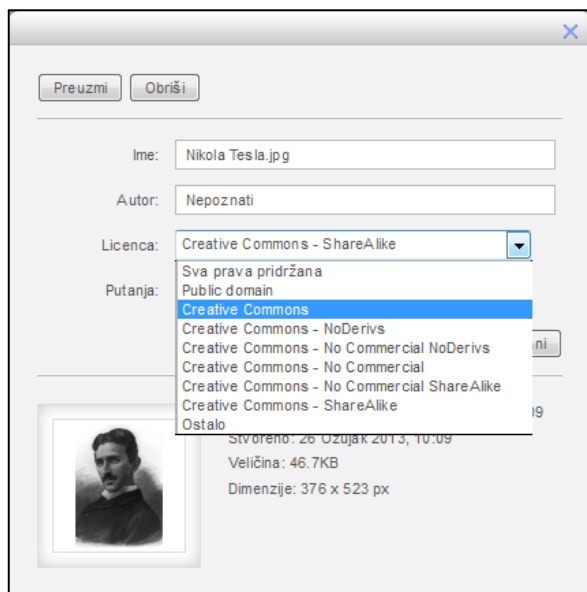 Preuzmi Obriši
Ime: Nikola Tesla.jpg
Autor: Nepoznati
Licenca: Creative Commons - ShareAlike
Sva prava pridržana
Putanja: Public domain
Creative Commons
Creative Commons - NoDerivs
Creative Commons - No Commercial NoDerivs
ni
Creative Commons - No Commercial
Creative Commons - No Commercial ShareAlike
Creative Commons - ShareAlike
09
Ostalo
Stvoreno: 26 Ožujak 2013, 10:09
Veličina: 46.7KB
Dimenzije: 376 x 523 px